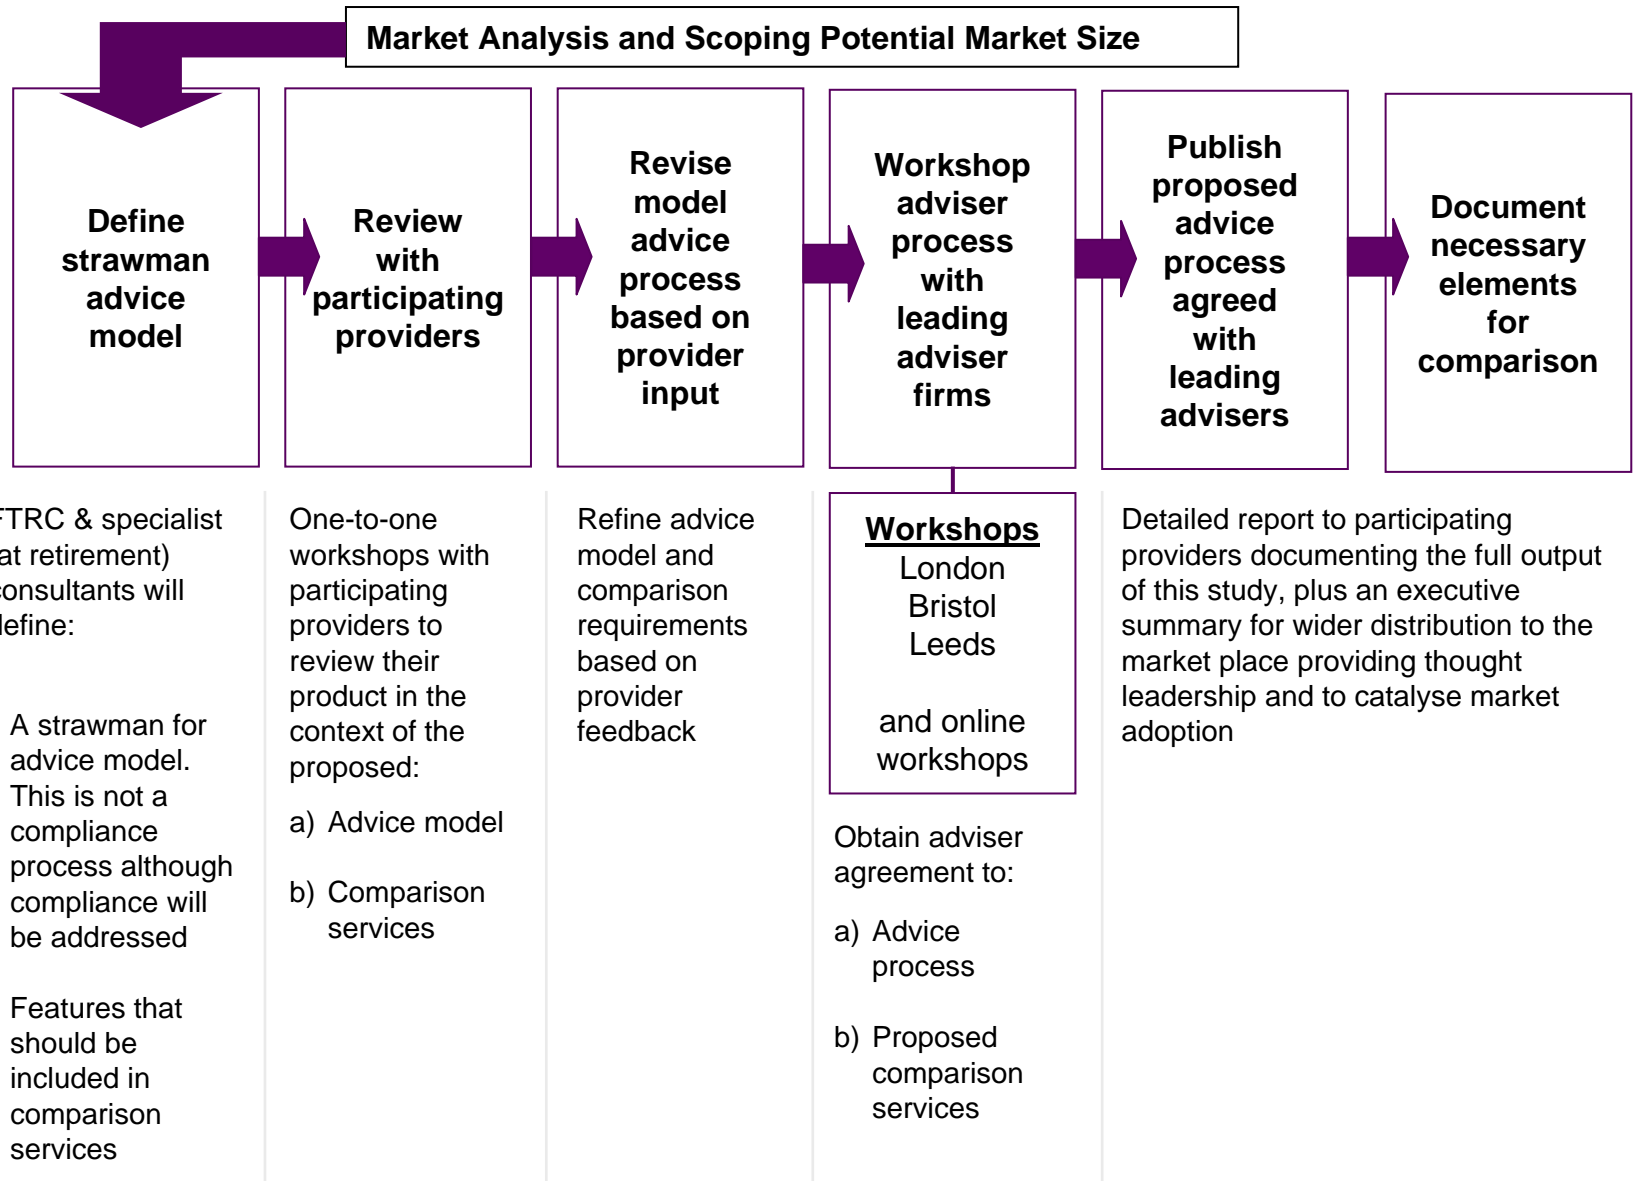 Market Analysis and Scoping Potential Market Size
Define
strawman
advice
model
Review
with
participating
providers
Revise
model
advice
process
based on
provider
input
Workshop
adviser
process
with
leading
adviser
firms
Publish
proposed
advice
process
agreed
with
leading
advisers
Document
necessary
elements
for
comparison
FTRC & specialist
(at retirement)
consultants will
define:
A strawman for
advice model.
This is not a
compliance
process although
compliance will
be addressed
Features that
should be
included in
comparison
services
One-to-one
workshops with
participating
providers to
review their
product in the
context of the
proposed:
a) Advice model
b) Comparison
services
Refine advice
model and
comparison
requirements
based on
provider
feedback
Workshops
London
Bristol
Leeds
and online
workshops
Obtain adviser
agreement to:
a) Advice
process
b) Proposed
comparison
services
Detailed report to participating
providers documenting the full output
of this study, plus an executive
summary for wider distribution to the
market place providing thought
leadership and to catalyse market
adoption